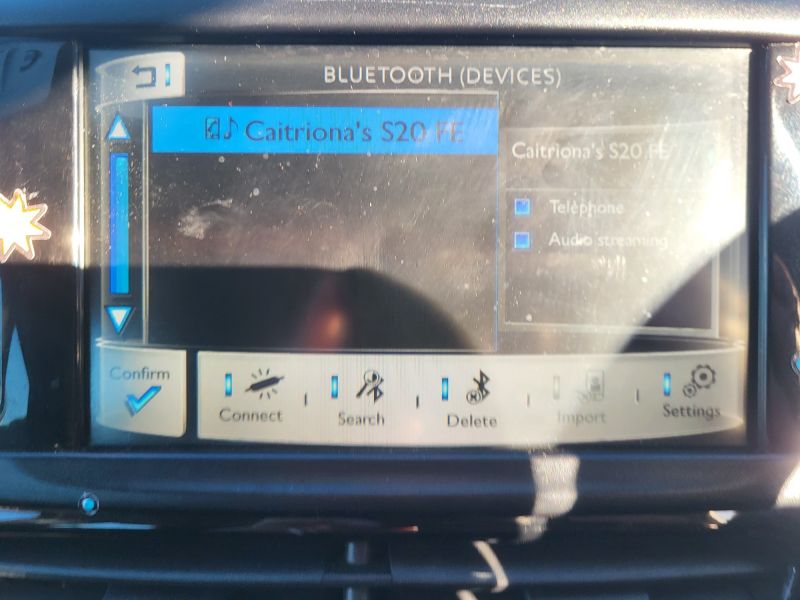 BLUETOOTH (DEVICES)
Caitriona's S20 FE
Caitriona's S20 FE
Telephone
Audio streaming
Confirm
Connect
Search
Delete
Import
Settings